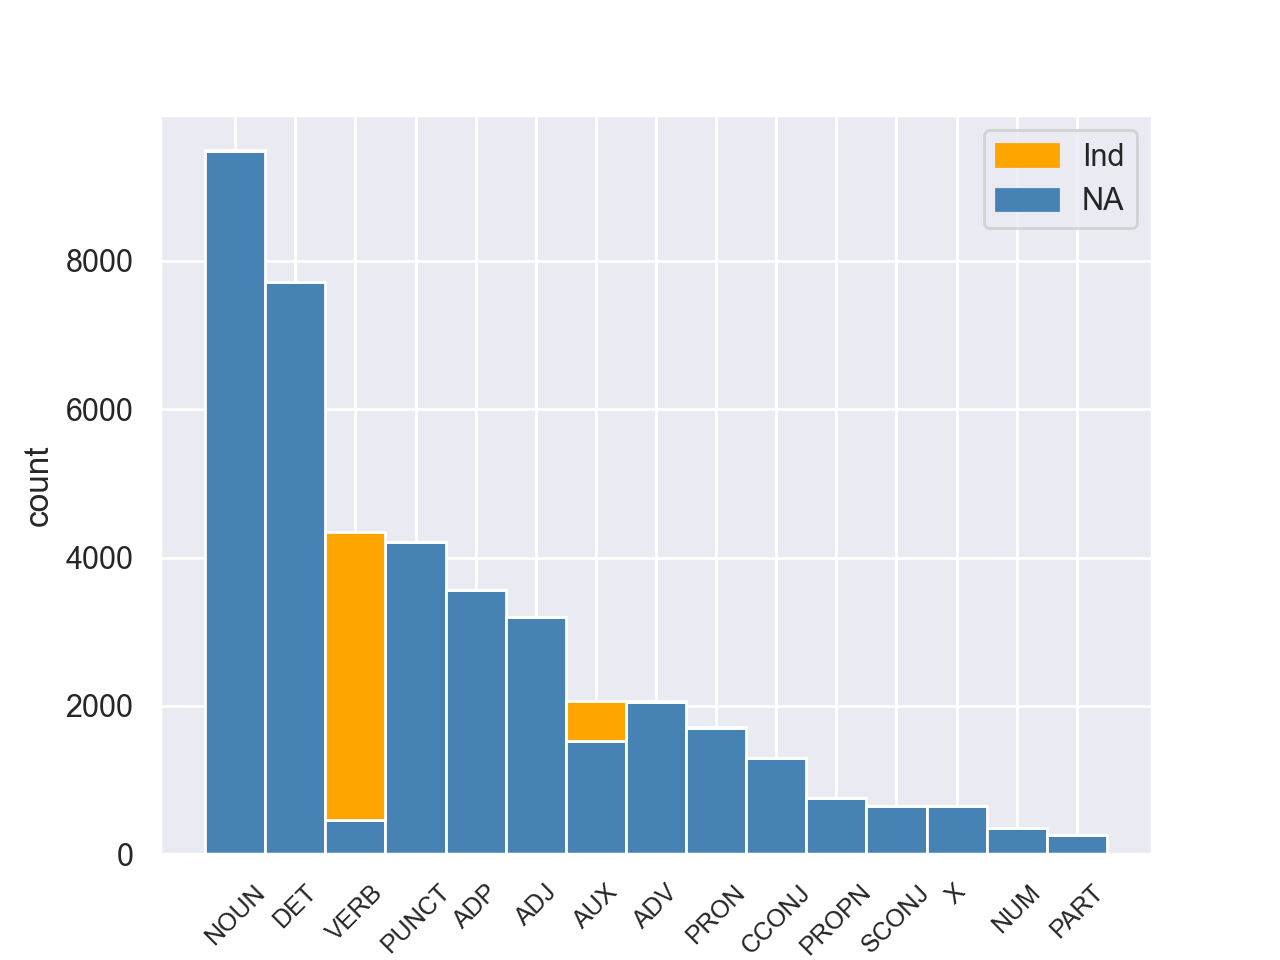 Ind
NA
8000
6000
4000
2000
0
count
NOUN
DET
VERB
PUNCT
ADP
ADJ
AUX
ADV
PRON
CCONJ
PROPN
SCONJ
X
NUM
PART